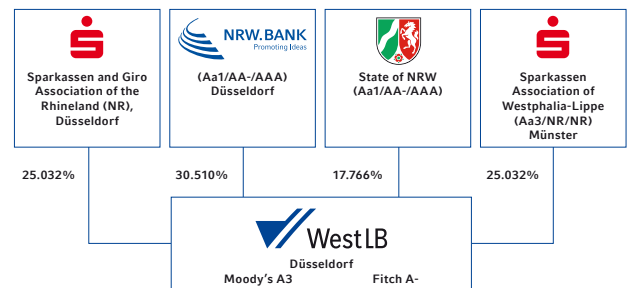 Sparkassen and Giro
Association of the
Rhineland (NR),
Düsseldorf
NRW.BANK
Promoting Ideas
(Aa1/AA-/AAA)
Düsseldorf
State of NRW
(Aa1/AA-/AAA)
Sparkassen
Association of
Westphalia-Lippe
(Aa3/NR/NR)
Münster
25.032%
30.510%
17.766%
25.032%
WestLB
Düsseldorf
Moody's A3 Fitch A-